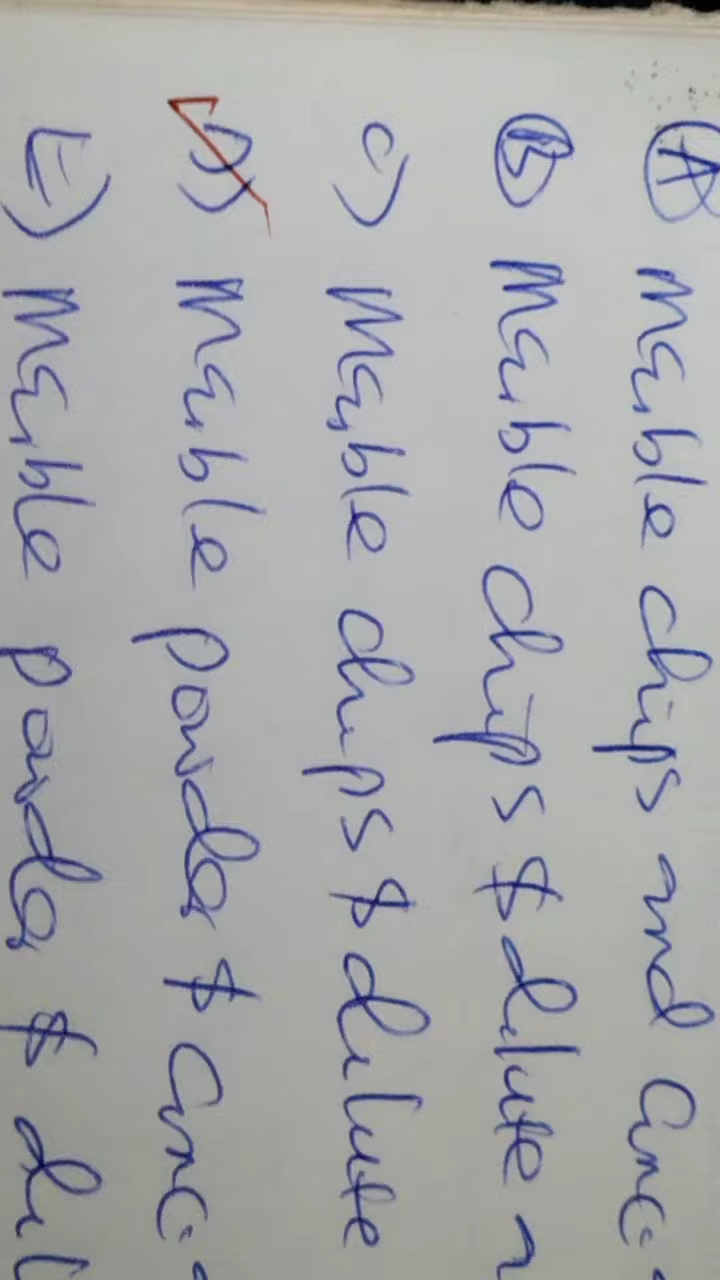 (A) Marble chips and Conc.
(B) Marble chips & dilute
C) Marble chips & dilute
D) Marble powder & Conc.
E) Marble powder & dil